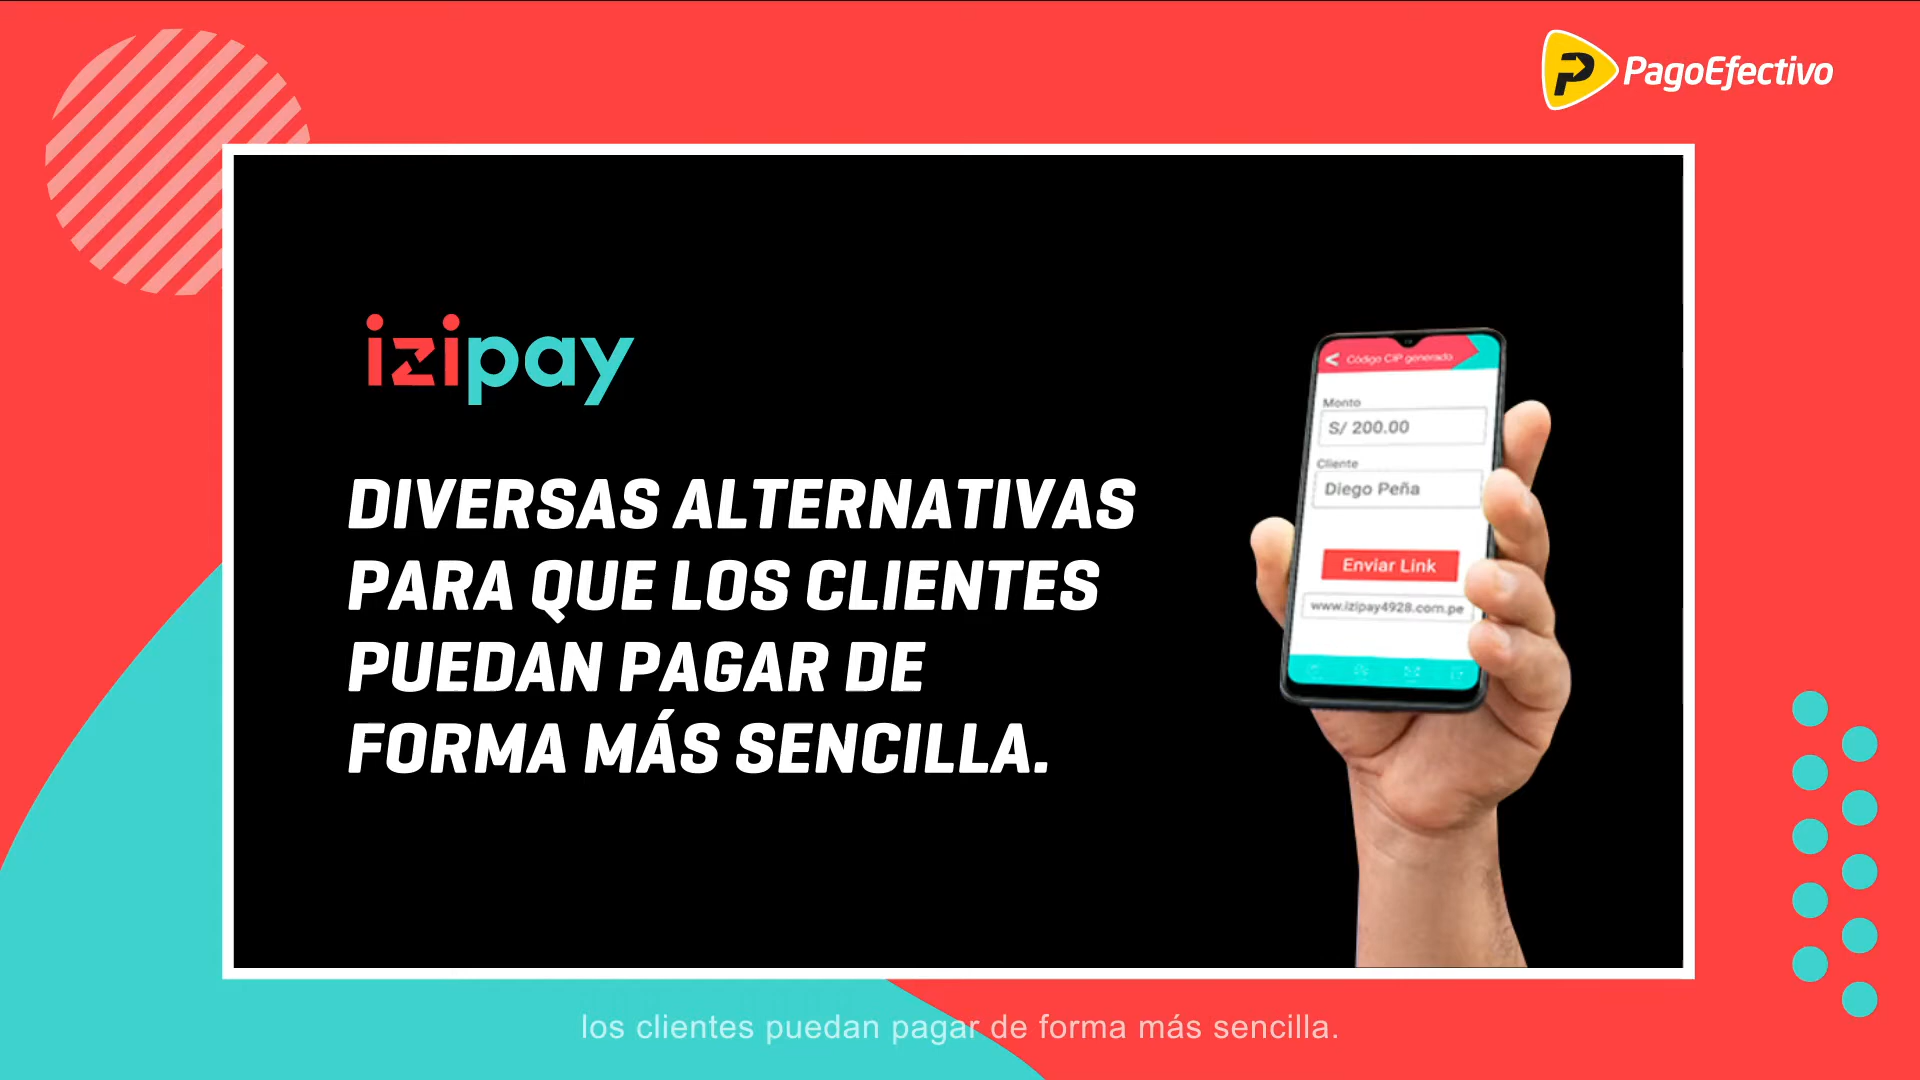 PagoEfectivo
izipay
DIVERSAS ALTERNATIVAS
PARA QUE LOS CLIENTES
PUEDAN PAGAR DE
FORMA MÁS SENCILLA.
< Código CIP generado
Monto
S/ 200.00
Cliente
Diego Peña
Enviar Link
www.izipay4928.com.pe
los clientes puedan pagar de forma más sencilla.